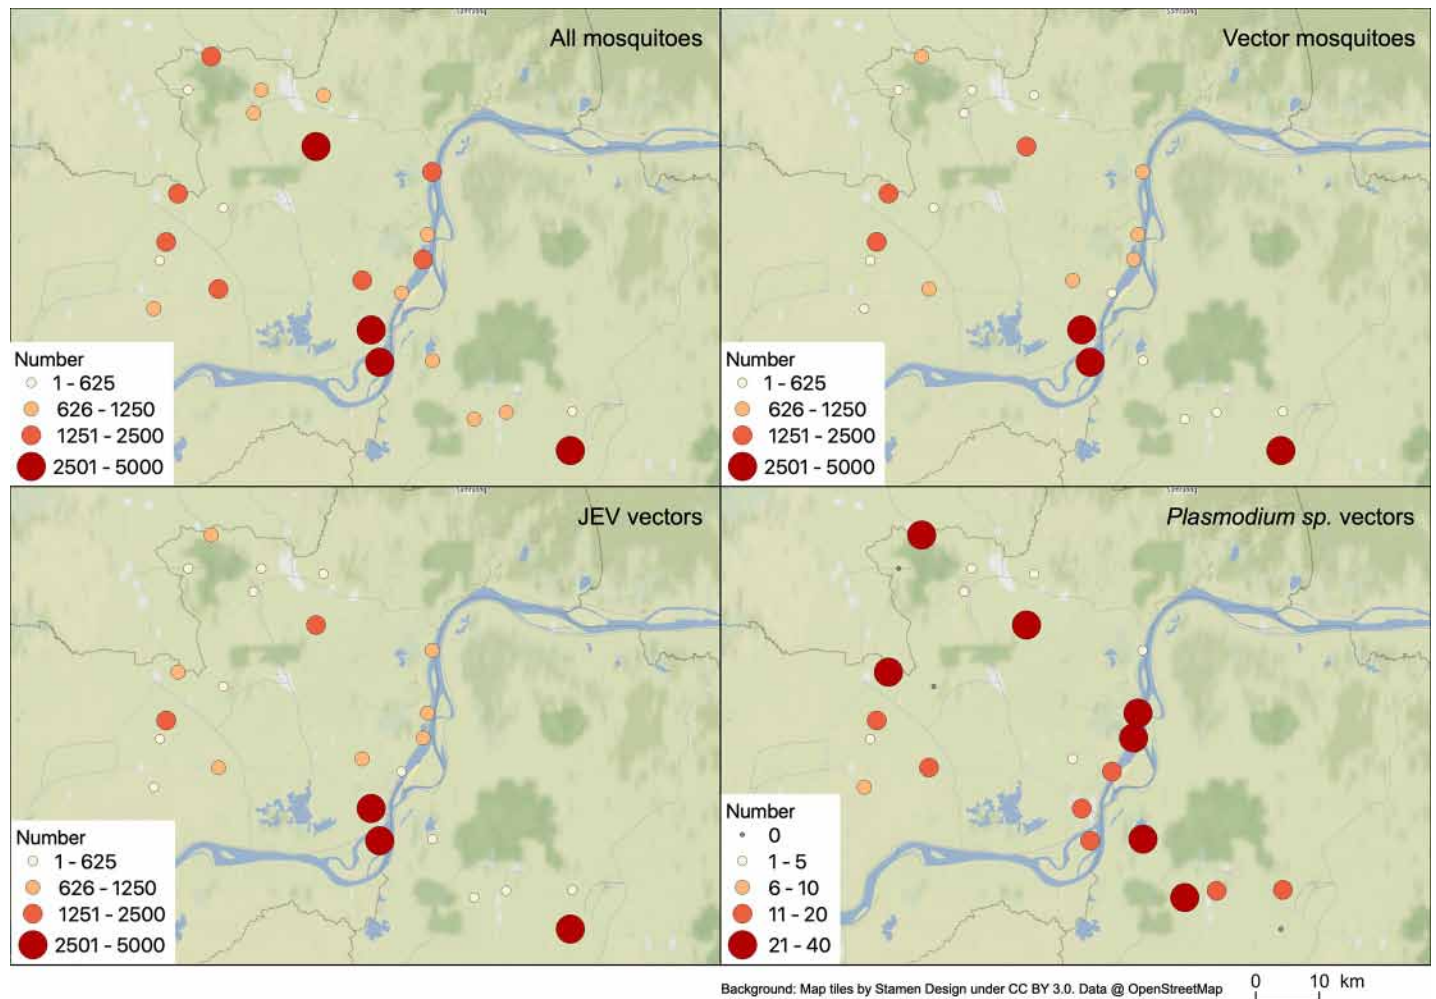 All mosquitoes
Number
1 - 625
626 - 1250
1251 - 2500
2501 - 5000
Vector mosquitoes
Number
1 - 625
626 - 1250
1251 - 2500
2501 - 5000
JEV vectors
Number
1 - 625
626 - 1250
1251 - 2500
2501 - 5000
Plasmodium sp. vectors
Number
0
1 - 5
6 - 10
11 - 20
21 - 40
Background: Map tiles by Stamen Design under CC BY 3.0. Data @ OpenStreetMap
0 10 km